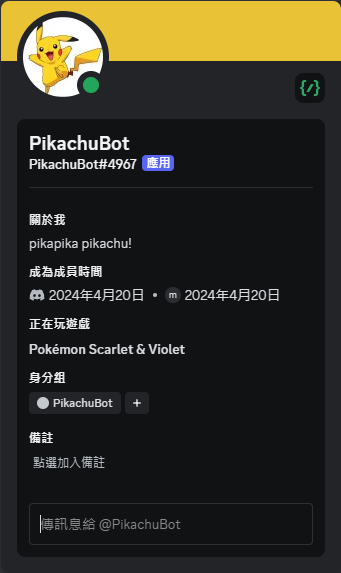 {/}
PikachuBot
PikachuBot#4967 應用
關於我
pikapika pikachu!
成為成員時間
2024年4月20日 • m 2024年4月20日
正在玩遊戲
Pokémon Scarlet & Violet
身分組
PikachuBot +
備註
點選加入備註
傳訊息給 @PikachuBot